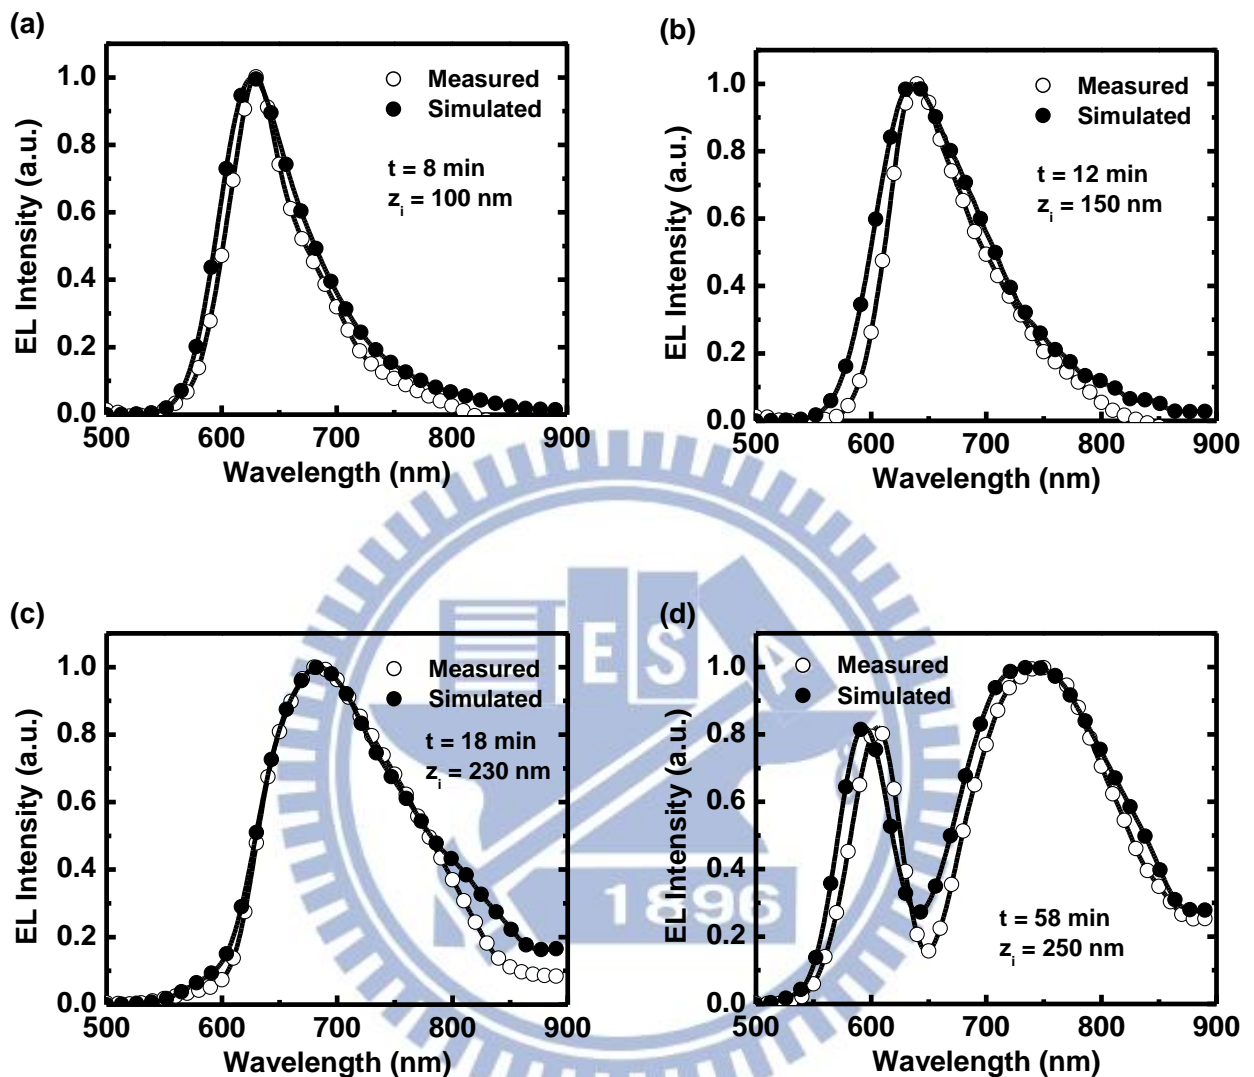 (a)
EL Intensity (a.u.)
1.0
0.8
0.6
0.4
0.2
0.0
Measured
Simulated
t = 8 min
z_i = 100 nm
500 600 700 800 900
Wavelength (nm)
(b)
EL Intensity (a.u.)
1.0
0.8
0.6
0.4
0.2
0.0
Measured
Simulated
t = 12 min
z_i = 150 nm
500 600 700 800 900
Wavelength (nm)
(c)
EL Intensity (a.u.)
1.0
0.8
0.6
0.4
0.2
0.0
Measured
Simulated
t = 18 min
z_i = 230 nm
500 600 700 800 900
Wavelength (nm)
(d)
EL Intensity (a.u.)
1.0
0.8
0.6
0.4
0.2
0.0
Measured
Simulated
t = 58 min
z_i = 250 nm
500 600 700 800 900
Wavelength (nm)
E S A
1896